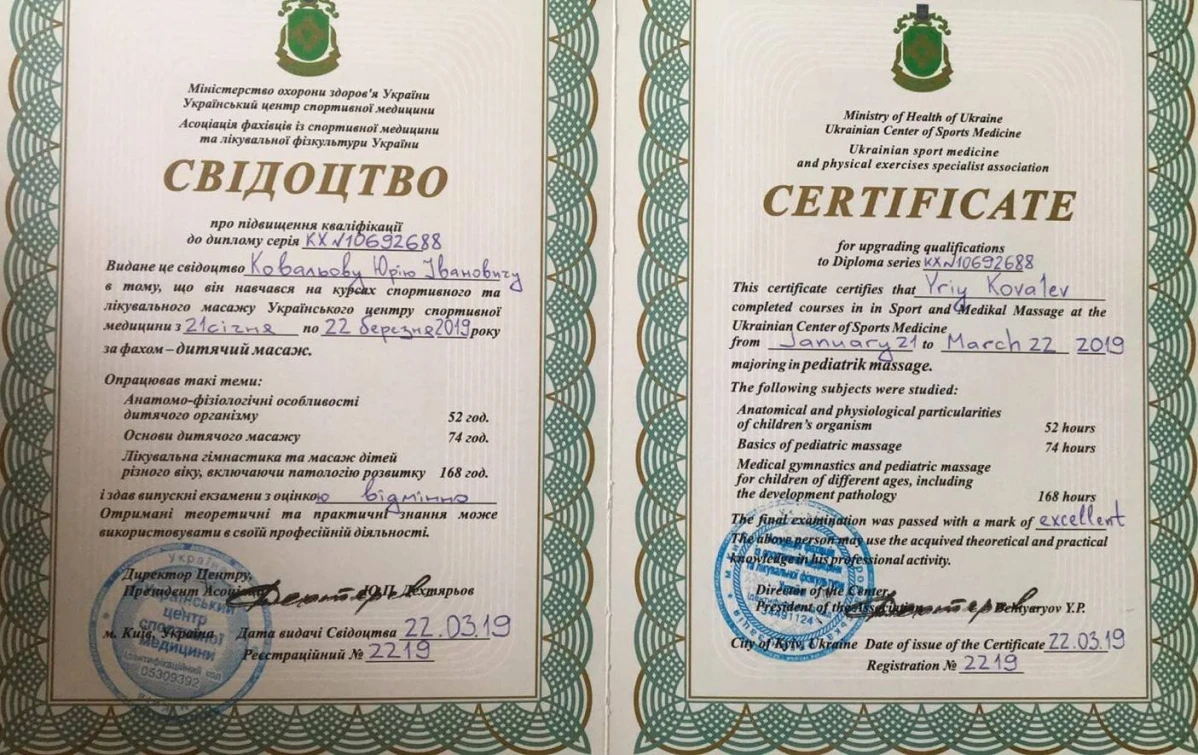 Міністерство охорони здоров'я України
Український центр спортивної медицини
Асоціація фахівців із спортивної медицини
та лікувальної фізкультури України
СВІДОЦТВО
про підвищення кваліфікації
до диплому серія КХ№10692688
Видане це свідоцтво Ковальову Юрію Івановичу
в тому, що він навчався на курсах спортивного та
лікувального масажу Українського центру спортивної
медицини з 21 січня по 22 березня 2019 року
за фахом – дитячий масаж.
Опрацював такі теми:
Анатомо-фізіологічні особливості
дитячого організму 52 год.
Основи дитячого масажу 74 год.
Лікувальна гімнастика та масаж дітей
різного віку, включаючи патологію розвитку 168 год.
і здав випускні екзамени з оцінкою відмінно
Отримані теоретичні та практичні знання може
використовувати в своїй професійній діяльності.
Директор Центру,
Президент Ю.П. Дехтярьов
м. Київ, Україна Дата видачі Свідоцтва 22.03.19
Реєстраційний № 2219
Україна
Український
центр
спортивної
медицини
Ідентифікаційний код
05309392
Ministry of Health of Ukraine
Ukrainian Center of Sports Medicine
Ukrainian sport medicine
and physical exercises specialist association
CERTIFICATE
for upgrading qualifications
to Diploma series КХ№10692688
This certificate certifies that Yriy Kovalev
completed courses in in Sport and Medikal Massage at the
Ukrainian Center of Sports Medicine
from January 21 to March 22 2019
majoring in pediatrik massage.
The following subjects were studied:
Anatomical and physiological particularities
of children's organism 52 hours
Basics of pediatric massage 74 hours
Medical gymnastics and pediatric massage
for children of different ages, including
the development pathology 168 hours
The final examination was passed with a mark of excellent
The above person may use the acquived theoretical and practical
knowledge in his professional activity.
Director of the Center
President of the Y.P.
City of Kyiv, Ukraine Date of issue of the Certificate 22.03.19
Registration № 2219
34491124